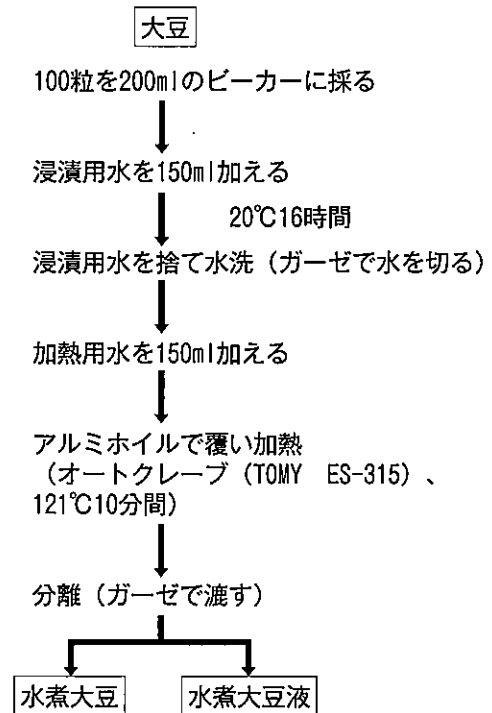 大豆
100粒を200mlのビーカーに採る
浸漬用水を150ml加える
20℃16時間
浸漬用水を捨て水洗（ガーゼで水を切る）
加熱用水を150ml加える
アルミホイルで覆い加熱
（オートクレーブ（TOMY　ES-315）、
121℃10分間）
分離（ガーゼで漉す）
水煮大豆　水煮大豆液